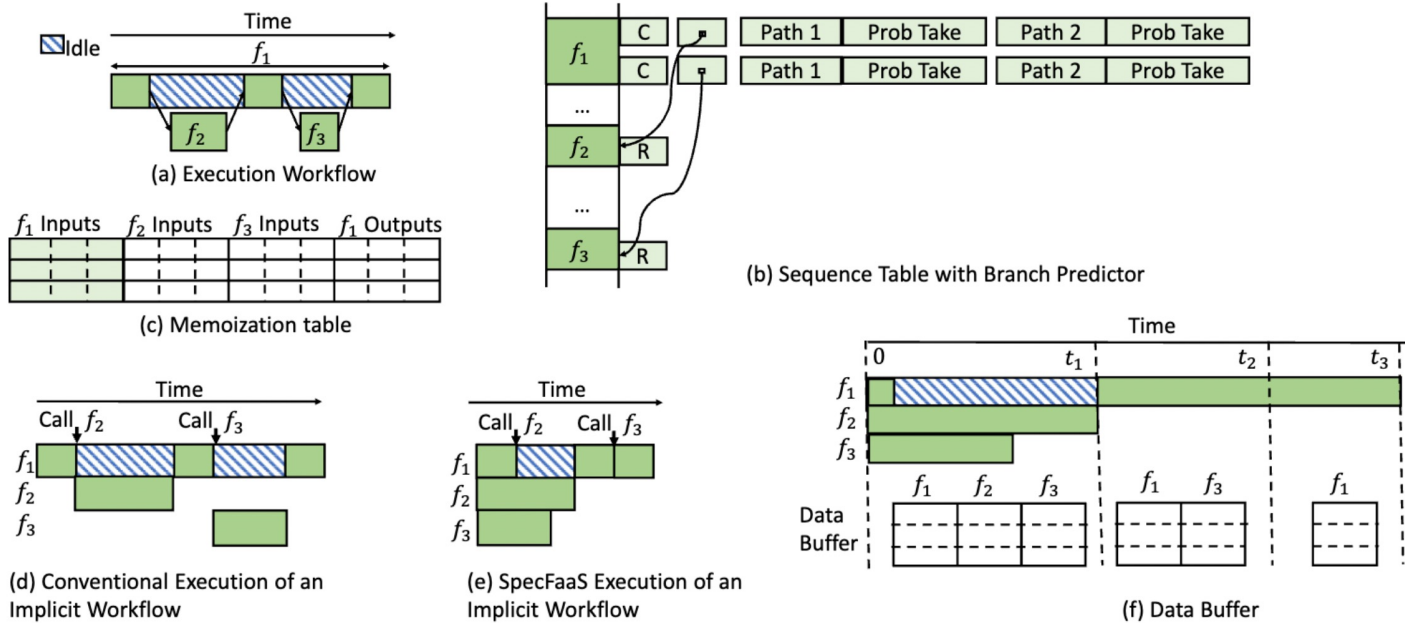 Time
Idle
f₁
f₂ f₃
(a) Execution Workflow
f₁ C Path 1 Prob Take Path 2 Prob Take
C Path 1 Prob Take Path 2 Prob Take
...
f₂ R
...
f₃ R
(b) Sequence Table with Branch Predictor
f₁ Inputs f₂ Inputs f₃ Inputs f₁ Outputs
(c) Memoization table
Time
Call f₂ Call f₃
f₁
f₂
f₃
(d) Conventional Execution of an
Implicit Workflow
Time
Call f₂ Call f₃
f₁
f₂
f₃
(e) SpecFaaS Execution of an
Implicit Workflow
Time
0 t₁ t₂ t₃
f₁
f₂
f₃
f₁ f₂ f₃ f₁ f₃ f₁
Data
Buffer
(f) Data Buffer